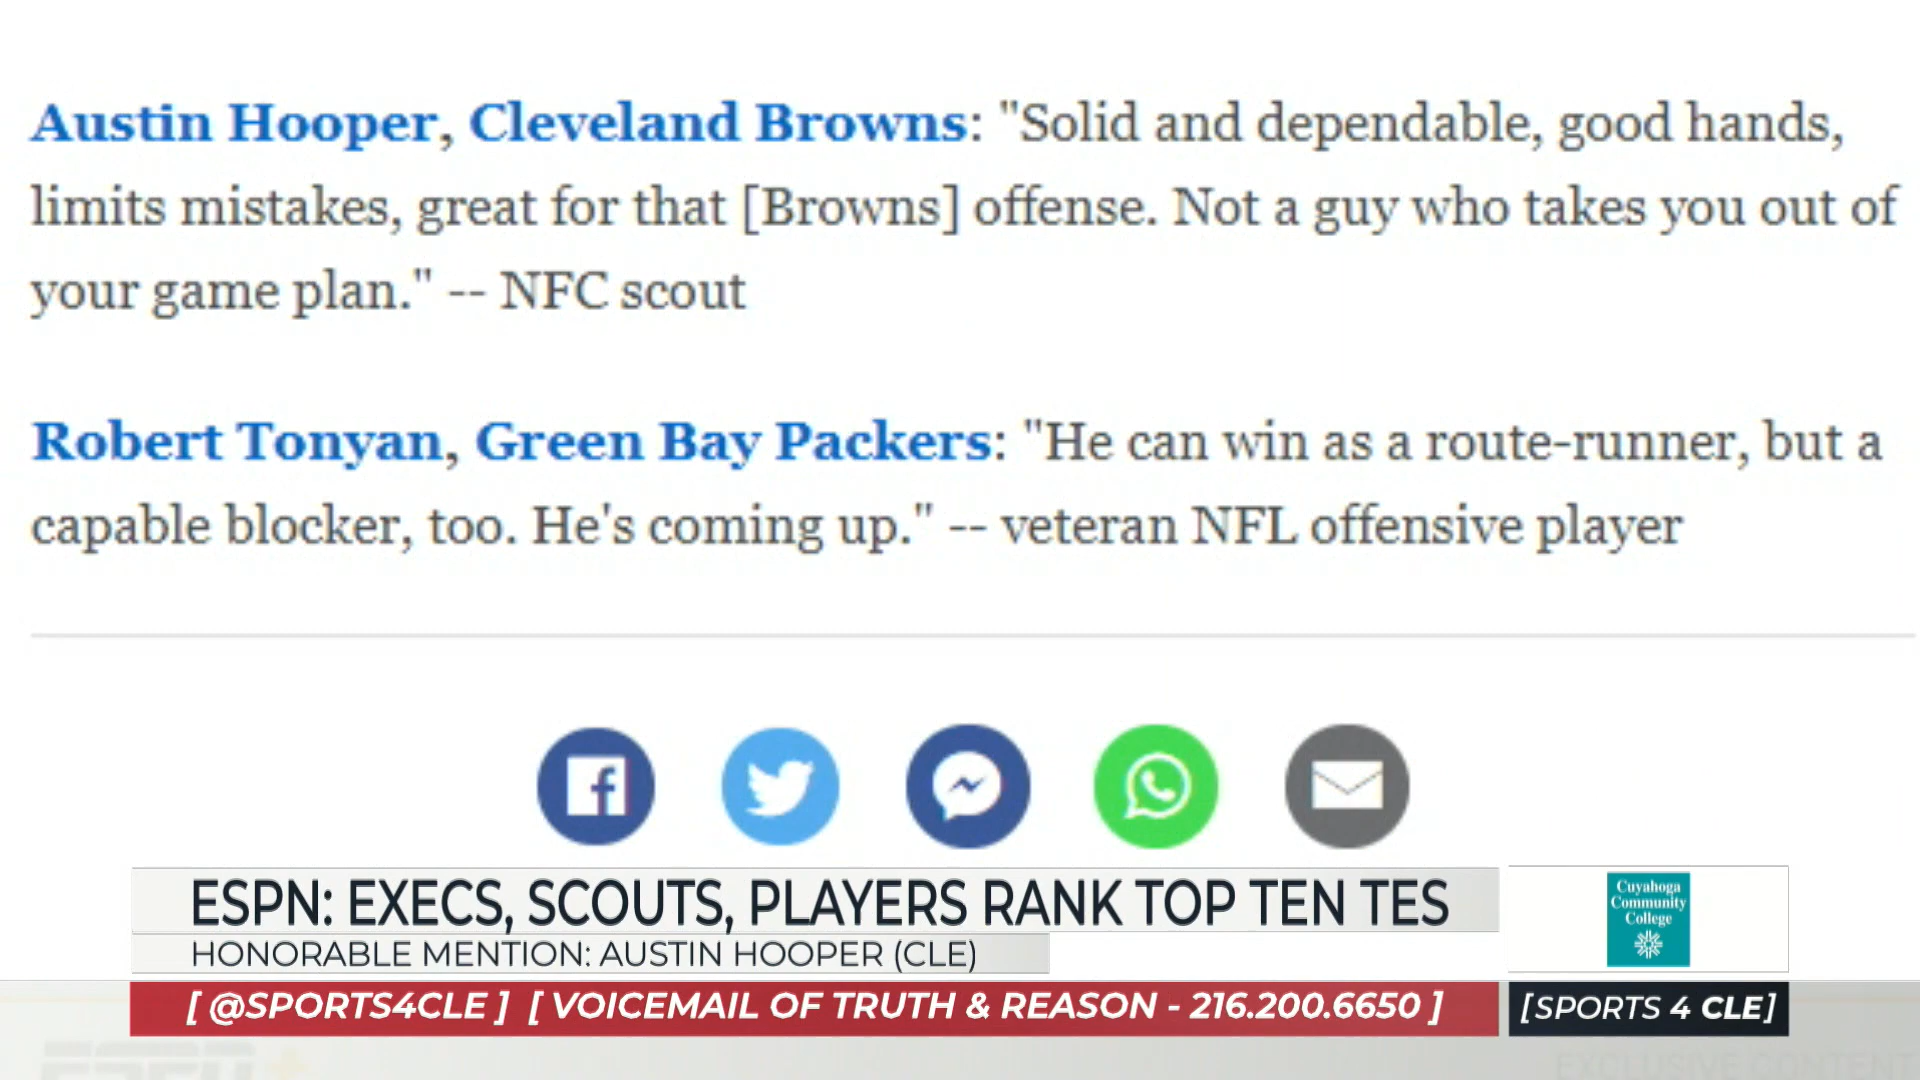 Austin Hooper, Cleveland Browns: "Solid and dependable, good hands,
limits mistakes, great for that [Browns] offense. Not a guy who takes you out of
your game plan." -- NFC scout
Robert Tonyan, Green Bay Packers: "He can win as a route-runner, but a
capable blocker, too. He's coming up." -- veteran NFL offensive player
ESPN: EXECS, SCOUTS, PLAYERS RANK TOP TEN TES
HONORABLE MENTION: AUSTIN HOOPER (CLE)
Cuyahoga
Community
College
[ @SPORTS4CLE ] [ VOICEMAIL OF TRUTH & REASON - 216.200.6650 ]
[SPORTS 4 CLE]
ESPN+
EXCLUSIVE CONTENT